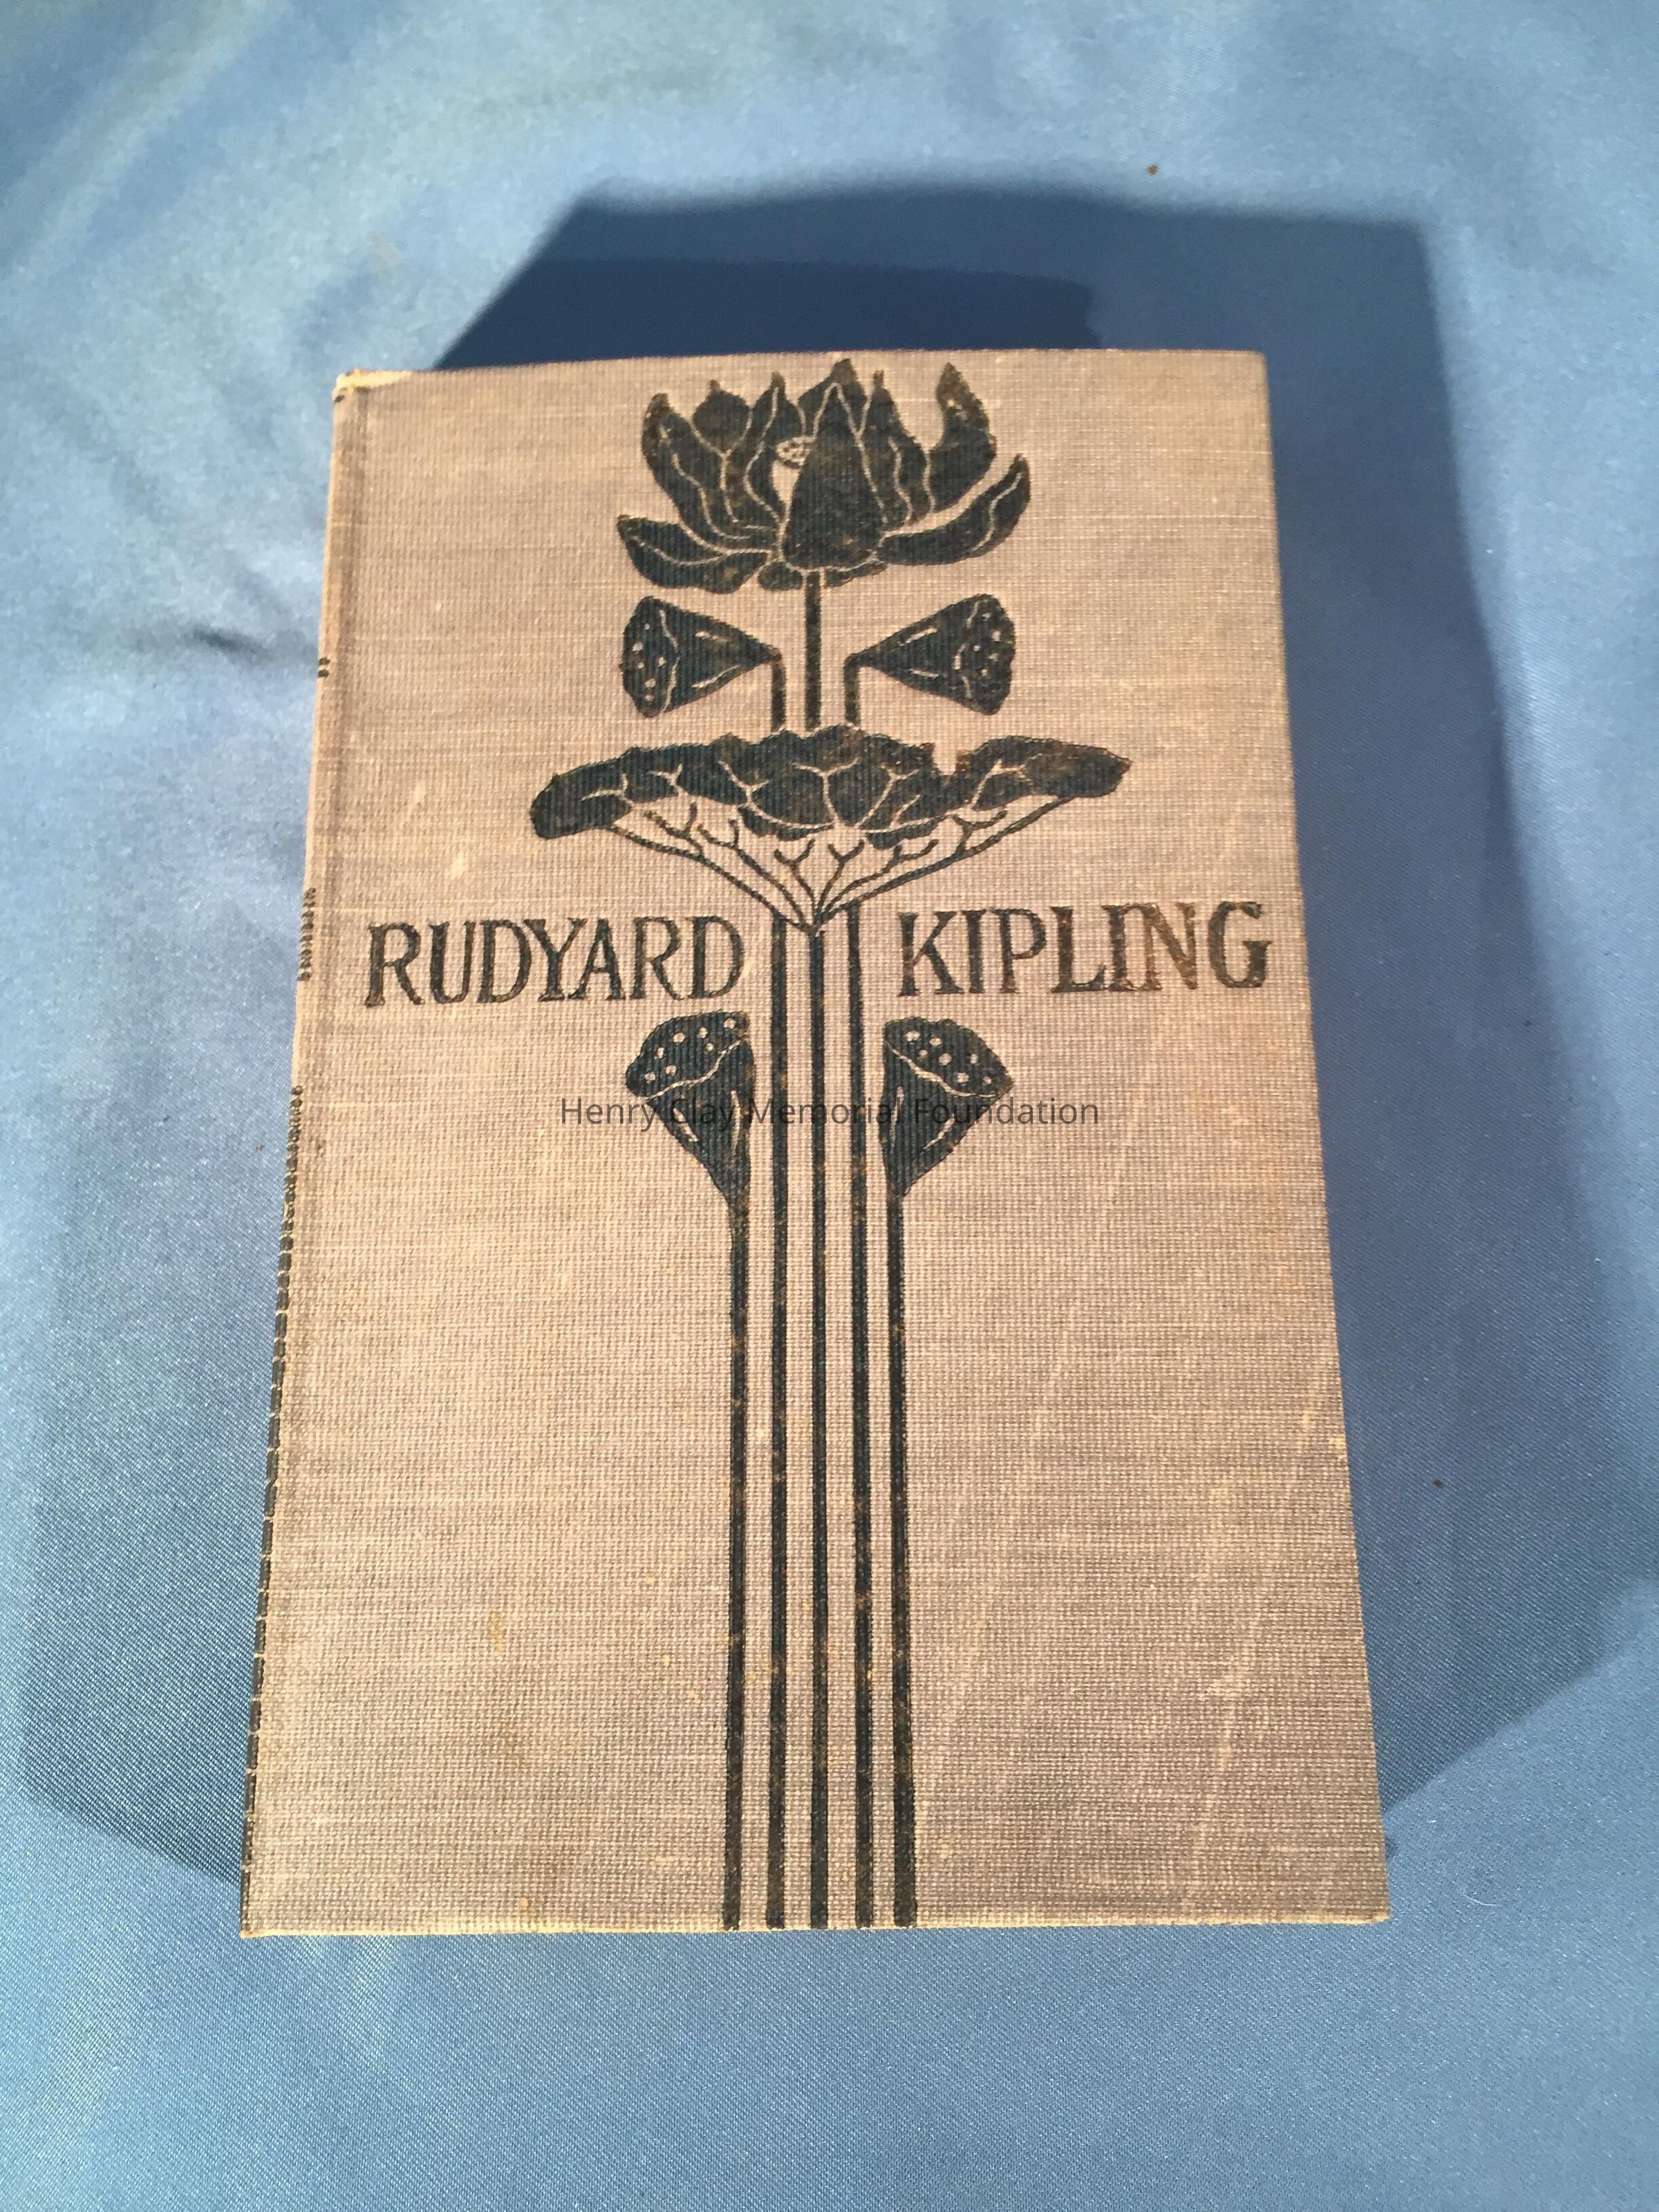 RUDYARD KIPLING
Henry Clay Memorial Foundation